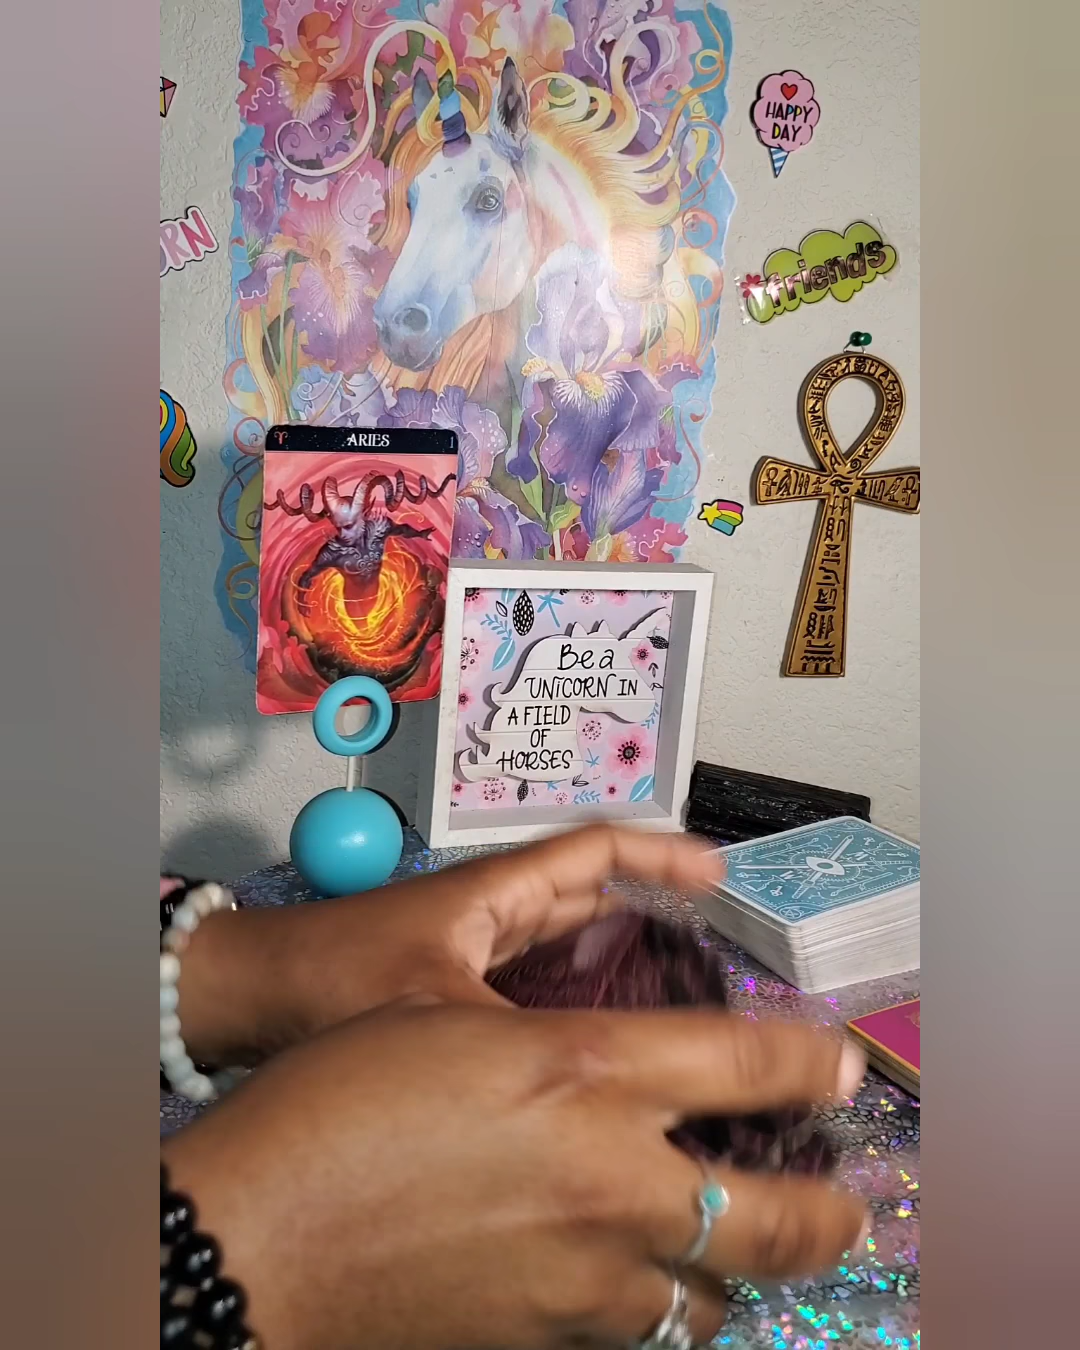 HAPPY
DAY
friends
ARIES
Be a
UNICORN IN
A FIELD
OF
HORSES